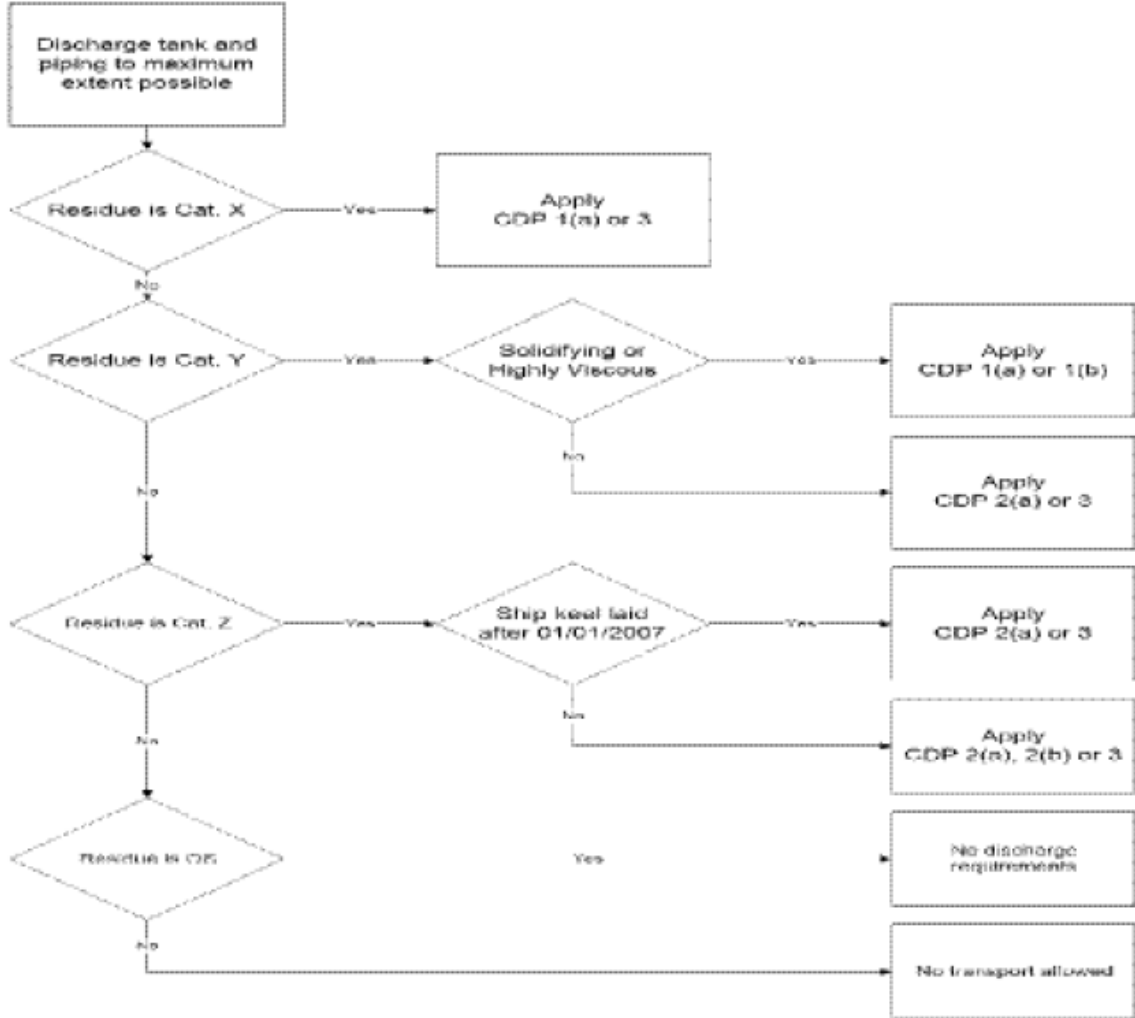 Discharge tank and
piping to maximum
extent possible
Residue is Cat. X
Yes
Apply
CDP 1(a) or 3
No
Residue is Cat. Y
Yes
Solidifying or
Highly Viscous
Yes
Apply
CDP 1(a) or 1(b)
No
Apply
CDP 2(a) or 3
No
Residue is Cat. Z
Yes
Ship keel laid
after 01/01/2007
Yes
Apply
CDP 2(a) or 3
No
Apply
CDP 2(a), 2(b) or 3
No
Residue is OS
Yes
No discharge
requirements
No
No transport allowed